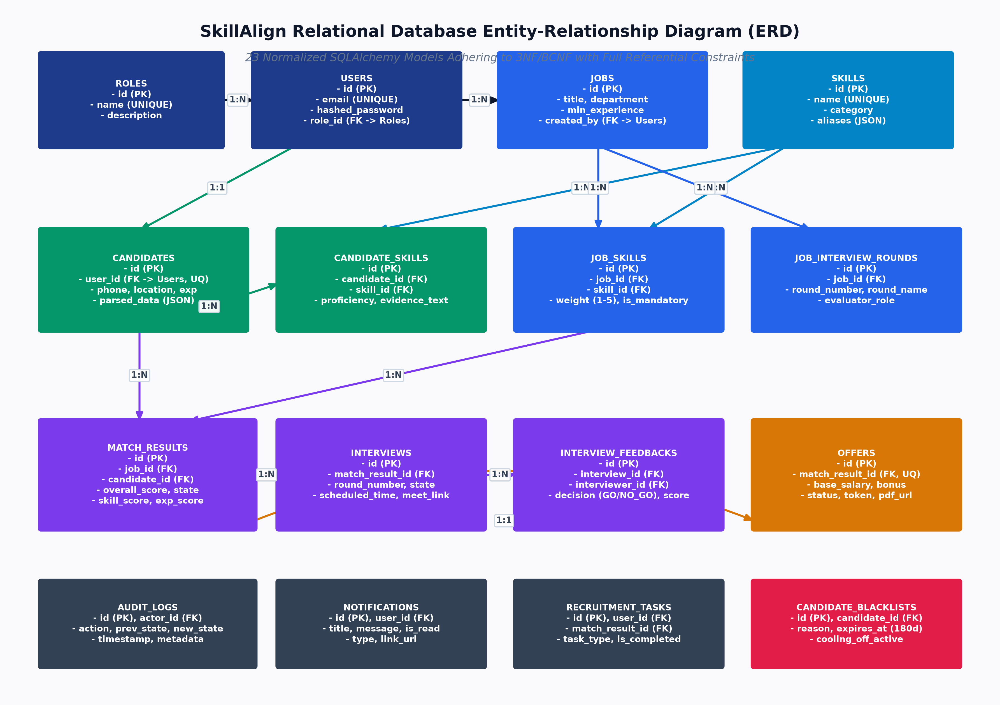 SkillAlign Relational Database Entity-Relationship Diagram (ERD)
23 Normalized SQLAlchemy Models Adhering to 3NF/BCNF with Full Referential Constraints
ROLES
- id (PK)
- name (UNIQUE)
- description
1:N
USERS
- id (PK)
- email (UNIQUE)
- hashed_password
- role_id (FK -> Roles)
1:N
JOBS
- id (PK)
- title, department
- min_experience
- created_by (FK -> Users)
SKILLS
- id (PK)
- name (UNIQUE)
- category
- aliases (JSON)
1:1
1:N
1:N
1:N
:N
CANDIDATES
- id (PK)
- user_id (FK -> Users, UQ)
- phone, location, exp
- parsed_data (JSON)
1:N
CANDIDATE_SKILLS
- id (PK)
- candidate_id (FK)
- skill_id (FK)
- proficiency, evidence_text
JOB_SKILLS
- id (PK)
- job_id (FK)
- skill_id (FK)
- weight (1-5), is_mandatory
JOB_INTERVIEW_ROUNDS
- id (PK)
- job_id (FK)
- round_number, round_name
- evaluator_role
1:N
1:N
MATCH_RESULTS
- id (PK)
- job_id (FK)
- candidate_id (FK)
- overall_score, state
- skill_score, exp_score
1:N
INTERVIEWS
- id (PK)
- match_result_id (FK)
- round_number, state
- scheduled_time, meet_link
1:N
1:1
INTERVIEW_FEEDBACKS
- id (PK)
- interview_id (FK)
- interviewer_id (FK)
- decision (GO/NO_GO), score
OFFERS
- id (PK)
- match_result_id (FK, UQ)
- base_salary, bonus
- status, token, pdf_url
AUDIT_LOGS
- id (PK), actor_id (FK)
- action, prev_state, new_state
- timestamp, metadata
NOTIFICATIONS
- id (PK), user_id (FK)
- title, message, is_read
- type, link_url
RECRUITMENT_TASKS
- id (PK), user_id (FK)
- match_result_id (FK)
- task_type, is_completed
CANDIDATE_BLACKLISTS
- id (PK), candidate_id (FK)
- reason, expires_at (180d)
- cooling_off_active